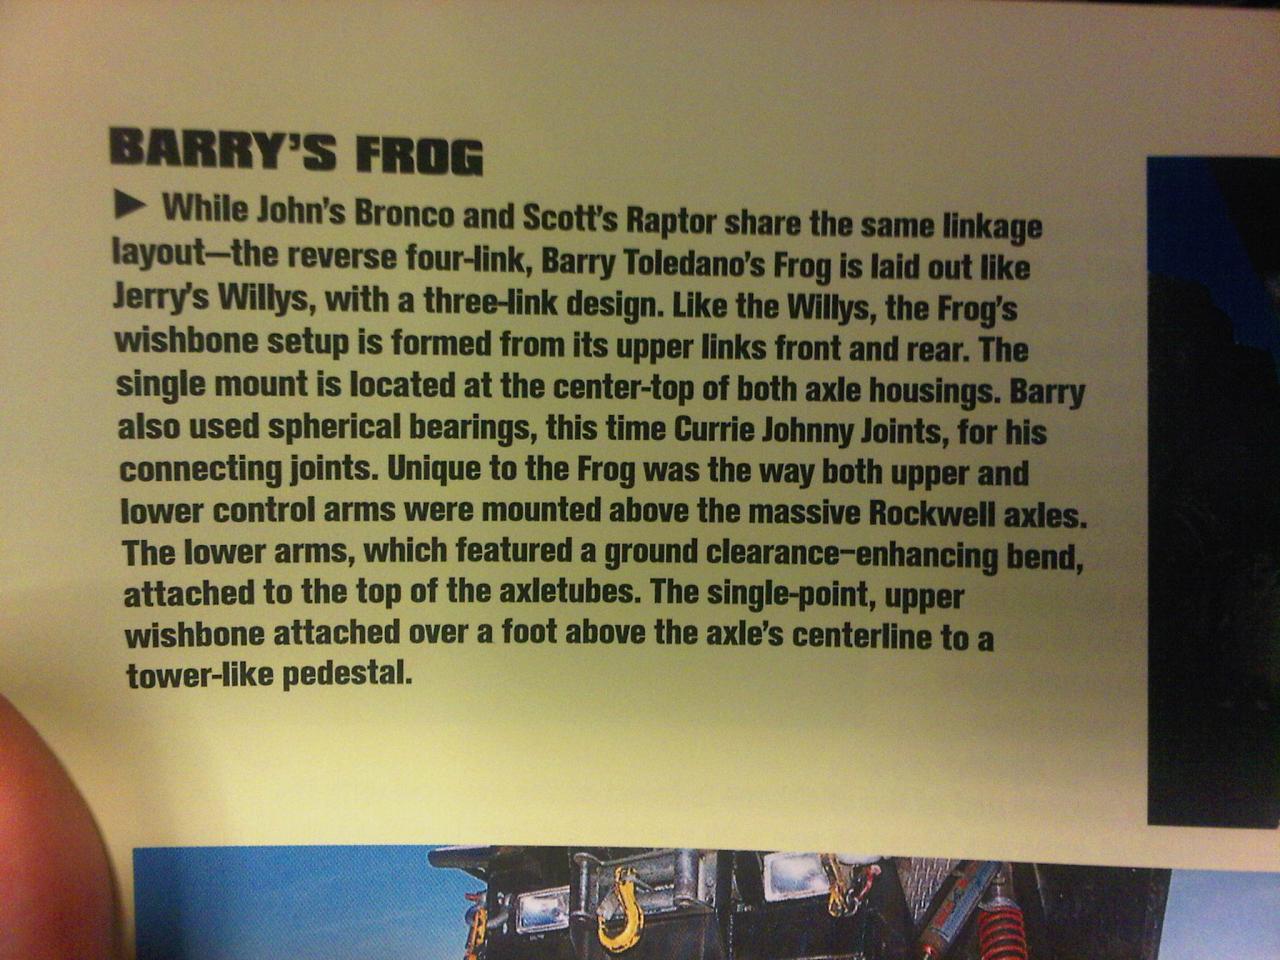 BARRY'S FROG
► While John's Bronco and Scott's Raptor share the same linkage
layout—the reverse four-link, Barry Toledano's Frog is laid out like
Jerry's Willys, with a three-link design. Like the Willys, the Frog's
wishbone setup is formed from its upper links front and rear. The
single mount is located at the center-top of both axle housings. Barry
also used spherical bearings, this time Currie Johnny Joints, for his
connecting joints. Unique to the Frog was the way both upper and
lower control arms were mounted above the massive Rockwell axles.
The lower arms, which featured a ground clearance–enhancing bend,
attached to the top of the axletubes. The single-point, upper
wishbone attached over a foot above the axle's centerline to a
tower-like pedestal.